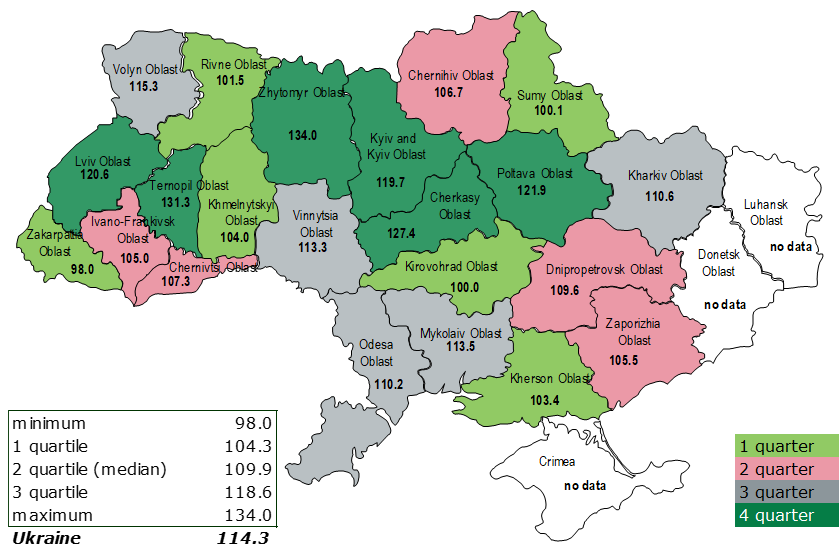 Volyn Oblast
115.3
Rivne Oblast
101.5
Zhytomyr Oblast
134.0
Kyiv and
Kyiv Oblast
119.7
Chernihiv Oblast
106.7
Sumy Oblast
100.1
Lviv Oblast
120.6
Ternopil Oblast
131.3
Khmelnytskyi
Oblast
104.0
Ivano-Frankivsk
Oblast
105.0
Zakarpattia
Oblast
98.0
Chernivtsi Oblast
107.3
Vinnytsia
Oblast
113.3
Cherkasy
Oblast
127.4
Poltava Oblast
121.9
Kharkiv Oblast
110.6
Luhansk
Oblast
no data
Donetsk
Oblast
no data
Kirovohrad Oblast
100.0
Dnipropetrovsk Oblast
109.6
Zaporizhia
Oblast
105.5
Mykolaiv Oblast
113.5
Odesa
Oblast
110.2
Kherson Oblast
103.4
Crimea
no data
minimum 98.0
1 quartile 104.3
2 quartile (median) 109.9
3 quartile 118.6
maximum 134.0
Ukraine 114.3
1 quarter
2 quarter
3 quarter
4 quarter